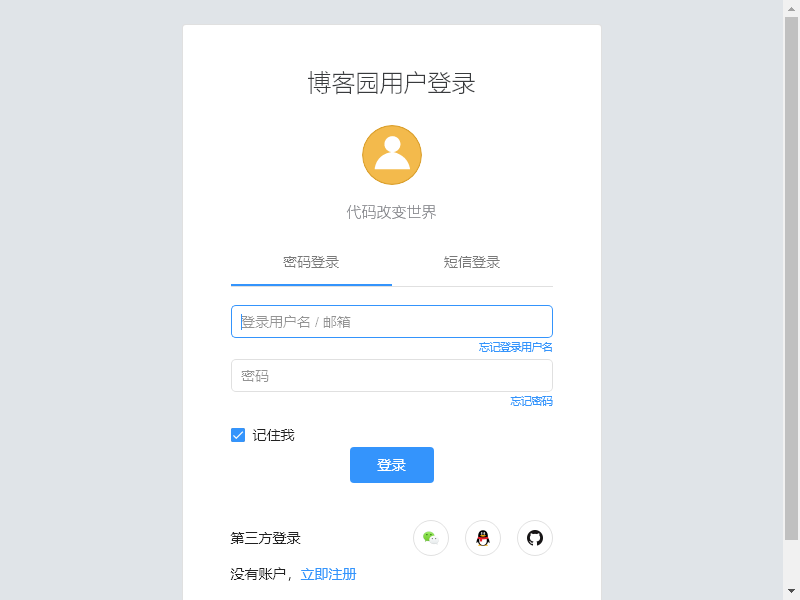 博客园用户登录
代码改变世界
密码登录
短信登录
登录用户名 / 邮箱
忘记登录用户名
密码
忘记密码
记住我
登录
第三方登录
没有账户，立即注册